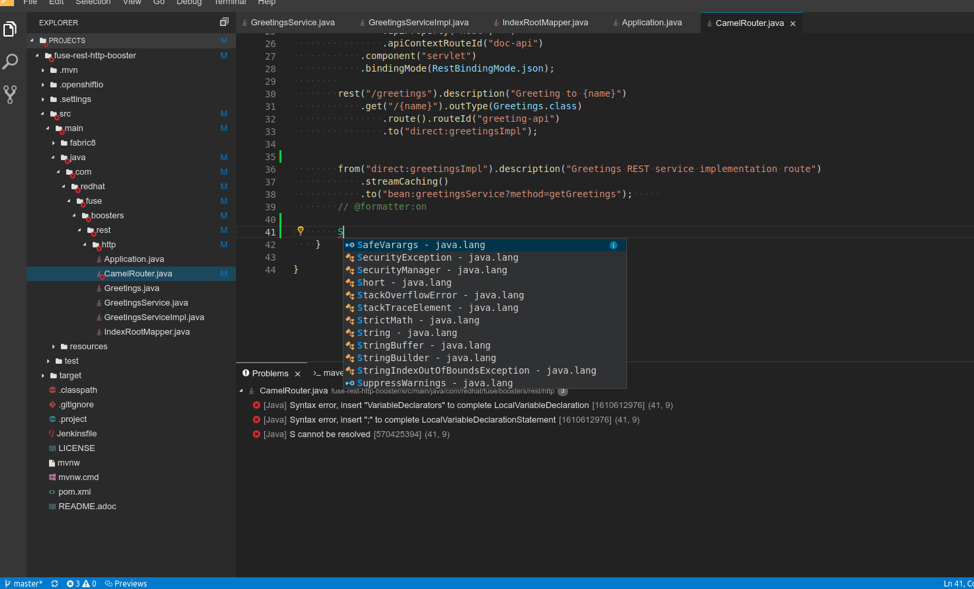 File Edit Selection View Go Debug Terminal Help
EXPLORER
PROJECTS M
fuse-rest-http-booster M
.mvn
.openshiftio
.settings
src M
main M
fabric8
java M
com M
redhat M
fuse M
boosters M
rest M
http M
Application.java
CamelRouter.java M
Greetings.java
GreetingsService.java
GreetingsServiceImpl.java
IndexRootMapper.java
resources
test
target
.classpath
.gitignore
.project
Jenkinsfile
LICENSE
mvnw
mvnw.cmd
pom.xml
README.adoc
GreetingsService.java GreetingsServiceImpl.java IndexRootMapper.java Application.java CamelRouter.java
26 .apiContextRouteId("doc-api")
27 .component("servlet")
28 .bindingMode(RestBindingMode.json);
29
30 rest("/greetings").description("Greeting to {name}")
31 .get("/{name}").outType(Greetings.class)
32 .route().routeId("greeting-api")
33 .to("direct:greetingsImpl");
34
35
36 from("direct:greetingsImpl").description("Greetings REST service implementation route")
37 .streamCaching()
38 .to("bean:greetingsService?method=getGreetings");
39 // @formatter:on
40
41 S
42 }
43
44 }
SafeVarargs - java.lang
SecurityException - java.lang
SecurityManager - java.lang
Short - java.lang
StackOverflowError - java.lang
StackTraceElement - java.lang
StrictMath - java.lang
String - java.lang
StringBuffer - java.lang
StringBuilder - java.lang
StringIndexOutOfBoundsException - java.lang
SuppressWarnings - java.lang
Problems >_ mave
CamelRouter.java fuse-rest-http-booster/src/main/java/com/redhat/fuse/boosters/rest/http 3
[Java] Syntax error, insert "VariableDeclarators" to complete LocalVariableDeclaration [1610612976] (41, 9)
[Java] Syntax error, insert ";" to complete LocalVariableDeclarationStatement [1610612976] (41, 9)
[Java] S cannot be resolved [570425394] (41, 9)
master* 3 0 Previews Ln 41, Co